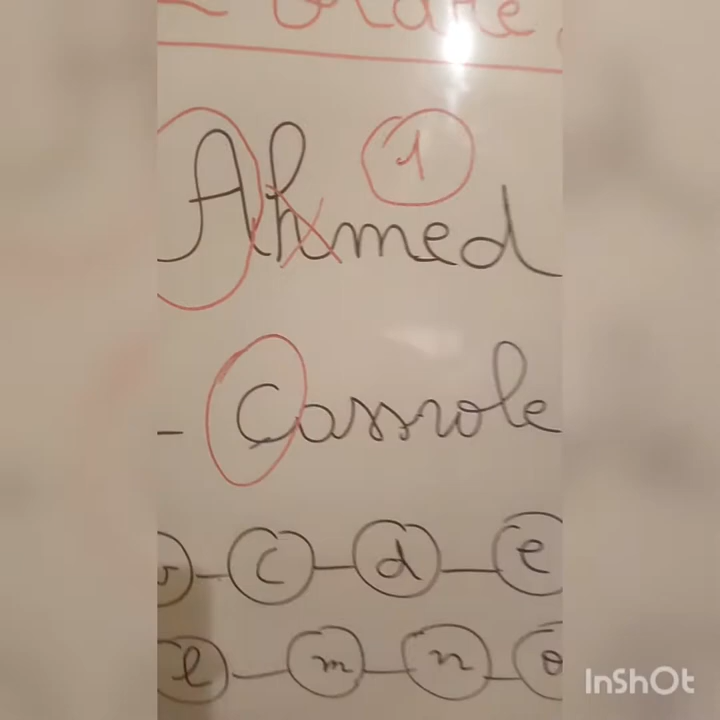 1
Ahmed
- Cassrole
c - d - e
l - m - n - o
InShOt